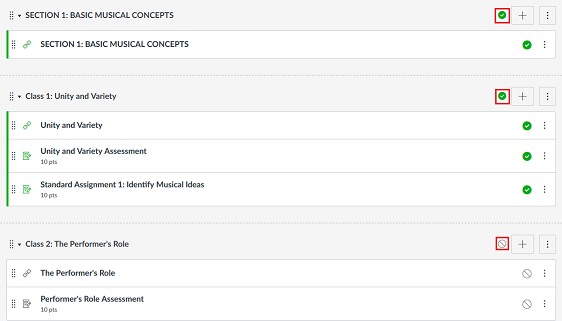 SECTION 1: BASIC MUSICAL CONCEPTS
SECTION 1: BASIC MUSICAL CONCEPTS
Class 1: Unity and Variety
Unity and Variety
Unity and Variety Assessment
10 pts
Standard Assignment 1: Identify Musical Ideas
10 pts
Class 2: The Performer's Role
The Performer's Role
Performer's Role Assessment
10 pts